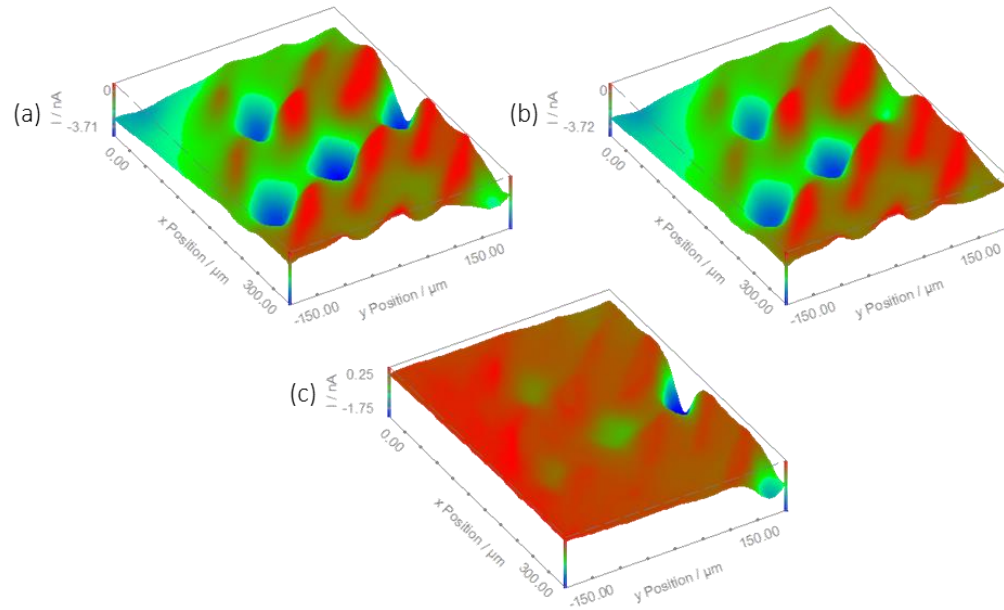 (a)
0
I / nA
-3.71
0.00
x Position / µm
300.00
-150.00
y Position / µm
150.00
(b)
0
I / nA
-3.72
0.00
x Position / µm
300.00
-150.00
y Position / µm
150.00
(c)
0.25
I / nA
-1.75
0.00
x Position / µm
300.00
-150.00
y Position / µm
150.00